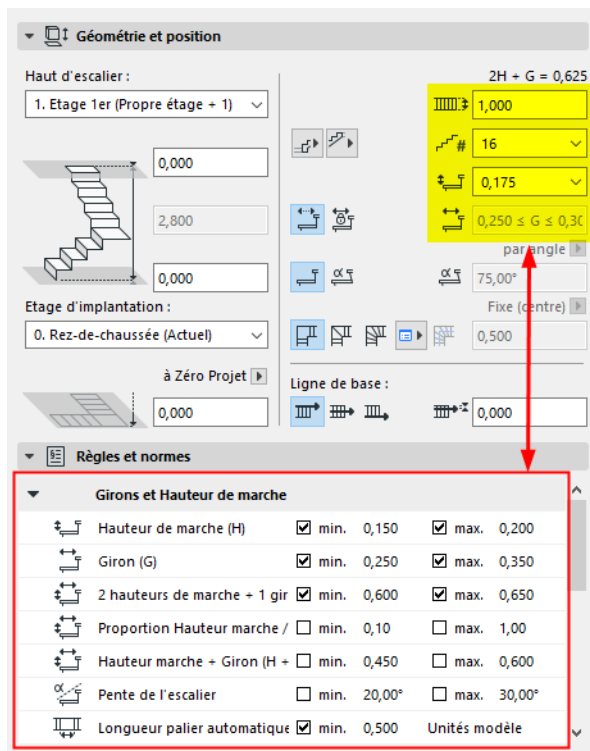 Géométrie et position
Haut d'escalier :
2H + G = 0,625
1. Etage 1er (Propre étage + 1)
1,000
# 16
0,000
0,175
2,800
0,250 ≤ G ≤ 0,30
par angle
0,000
α
α 75,00°
Etage d'implantation :
Fixe (centre)
0. Rez-de-chaussée (Actuel)
0,500
à Zéro Projet
Ligne de base :
0,000
0,000
Règles et normes
Girons et Hauteur de marche
Hauteur de marche (H) min. 0,150 max. 0,200
Giron (G) min. 0,250 max. 0,350
2 hauteurs de marche + 1 gir min. 0,600 max. 0,650
Proportion Hauteur marche / min. 0,10 max. 1,00
Hauteur marche + Giron (H + min. 0,450 max. 0,600
α Pente de l'escalier min. 20,00° max. 30,00°
Longueur palier automatique min. 0,500 Unités modèle